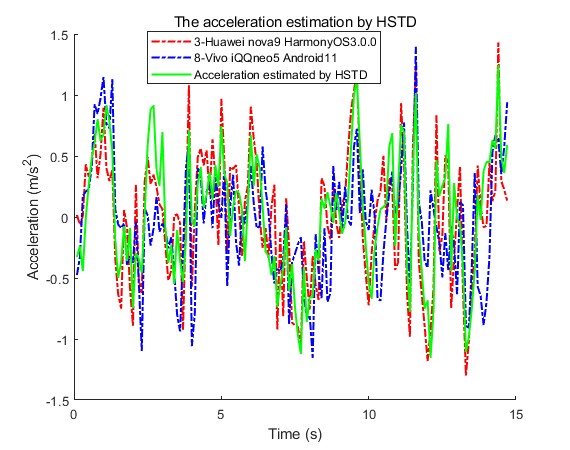 The acceleration estimation by HSTD
3-Huawei nova9 HarmonyOS3.0.0
8-Vivo iQQneo5 Android11
Acceleration estimated by HSTD
1.5
1
0.5
0
-0.5
-1
-1.5
Acceleration (m/s²)
0 5 10 15
Time (s)